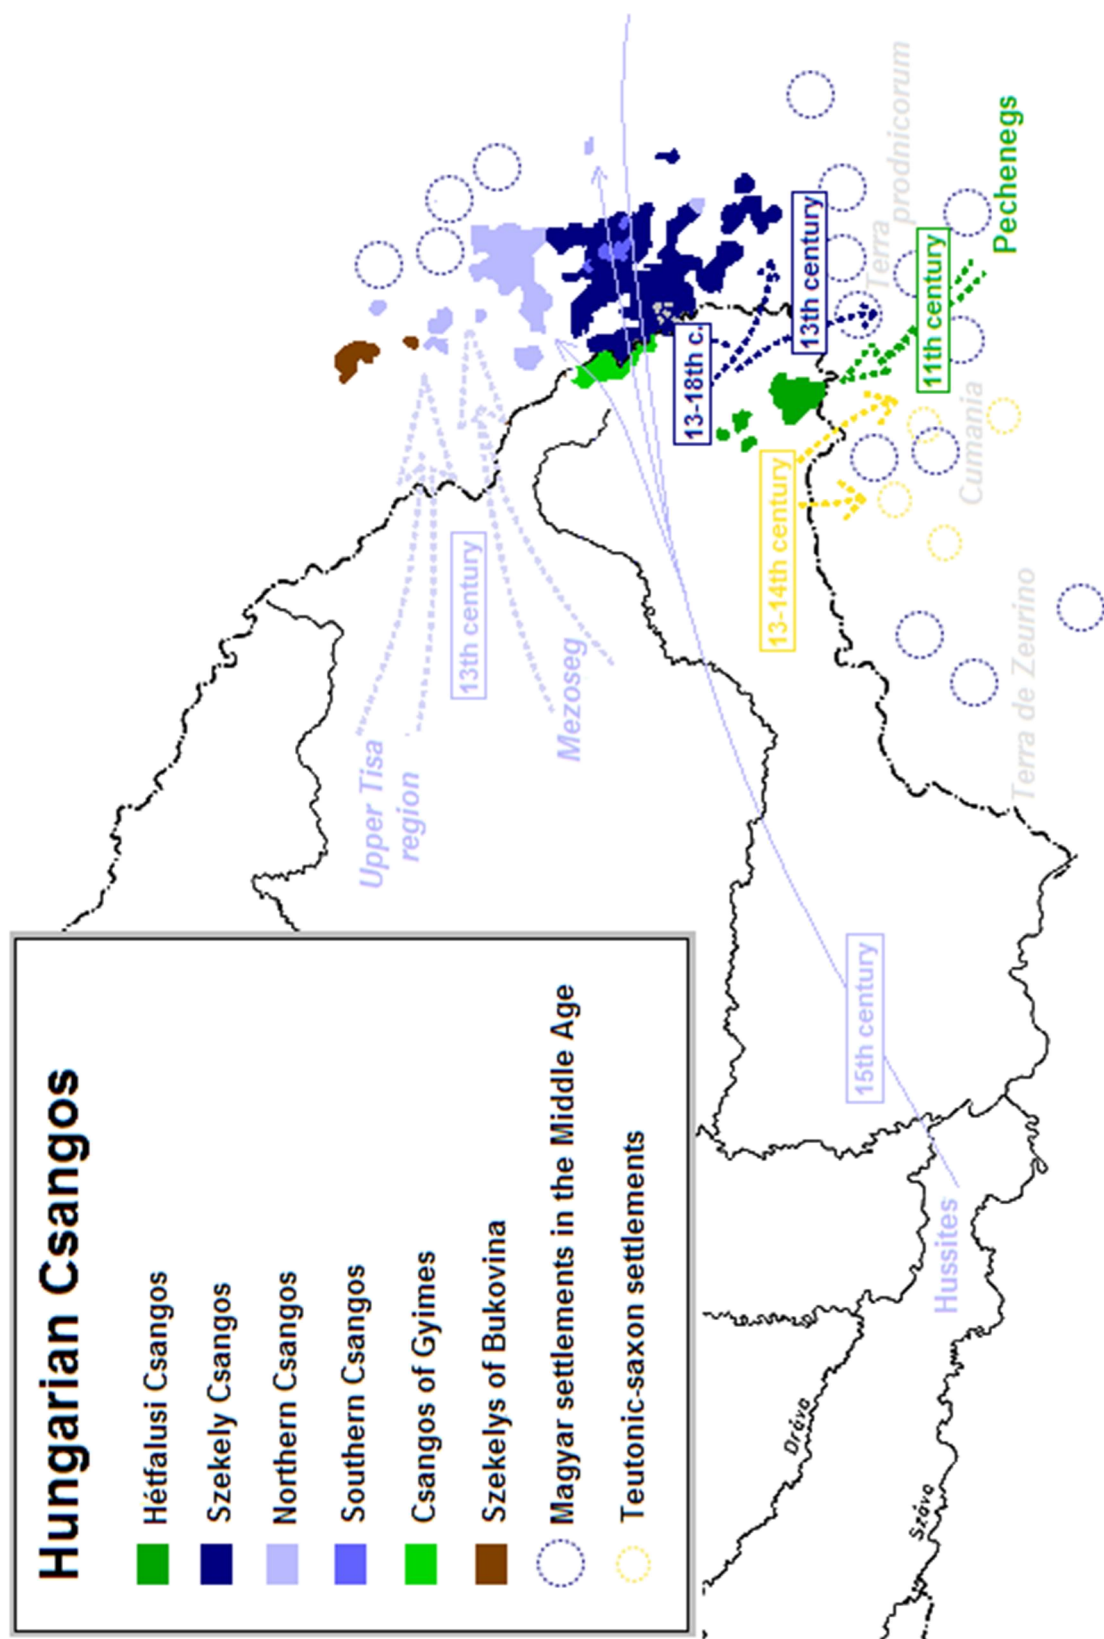 Hungarian Csangos
Hétfalusi Csangos
Szekely Csangos
Northern Csangos
Southern Csangos
Csangos of Gyimes
Szekelys of Bukovina
Magyar settlements in the Middle Age
Teutonic-saxon settlements
Upper Tisa
region
13th century
Mezoseg
15th century
Hussites
Dráva
Száva
13-18th c.
13th century
13-14th century
11th century
Pechenegs
Terra
prodnicorum
Cumania
Terra de Zeurino